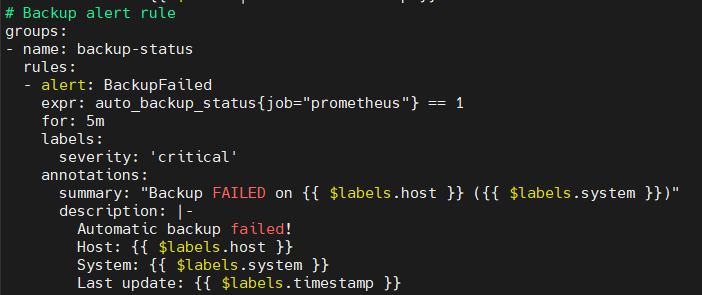 # Backup alert rule
groups:
- name: backup-status
  rules:
  - alert: BackupFailed
    expr: auto_backup_status{job="prometheus"} == 1
    for: 5m
    labels:
      severity: 'critical'
    annotations:
      summary: "Backup FAILED on {{ $labels.host }} ({{ $labels.system }})"
      description: |-
        Automatic backup failed!
        Host: {{ $labels.host }}
        System: {{ $labels.system }}
        Last update: {{ $labels.timestamp }}